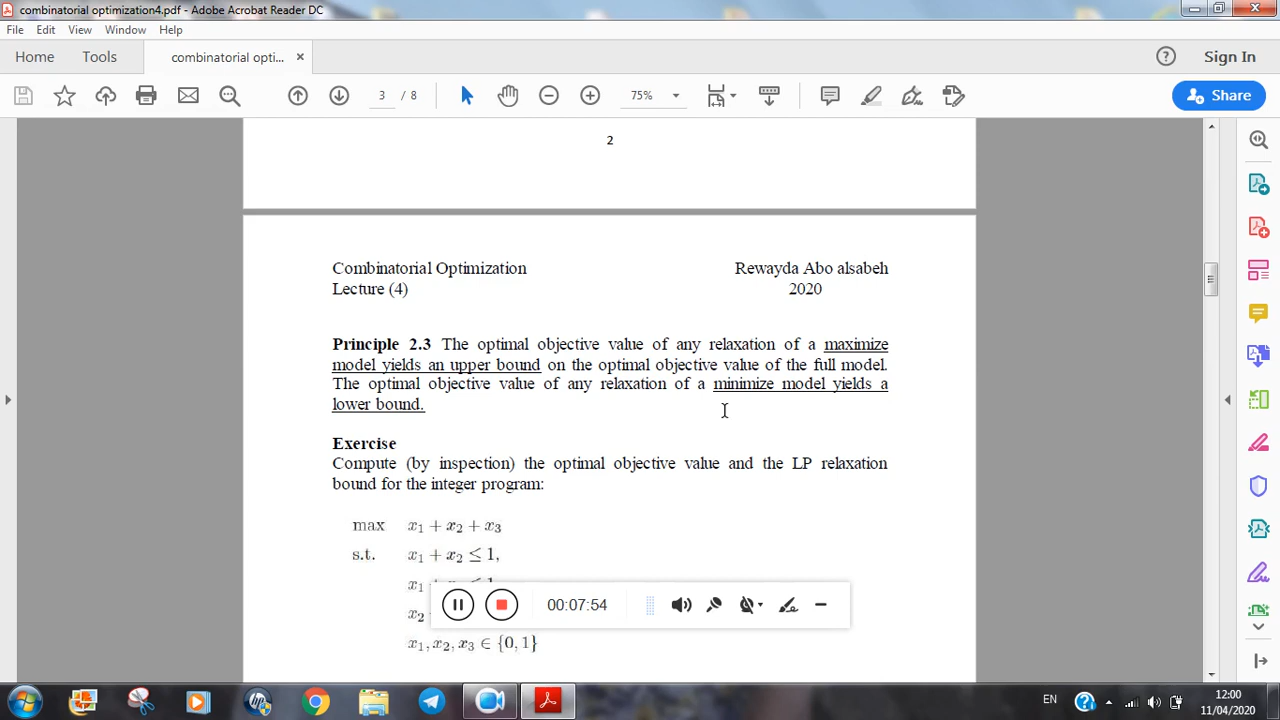 combinatorial optimization4.pdf - Adobe Acrobat Reader DC
File Edit View Window Help
Home Tools combinatorial opti... × Sign In
3 / 8 75% Share
2
Combinatorial Optimization Rewayda Abo alsabeh
Lecture (4) 2020
Principle 2.3 The optimal objective value of any relaxation of a maximize
model yields an upper bound on the optimal objective value of the full model.
The optimal objective value of any relaxation of a minimize model yields a
lower bound.
Exercise
Compute (by inspection) the optimal objective value and the LP relaxation
bound for the integer program:
max x₁ + x₂ + x₃
s.t. x₁ + x₂ ≤ 1,
x₁
x₂
00:07:54
x₁, x₂, x₃ ∈ {0, 1}
EN 12:00
11/04/2020